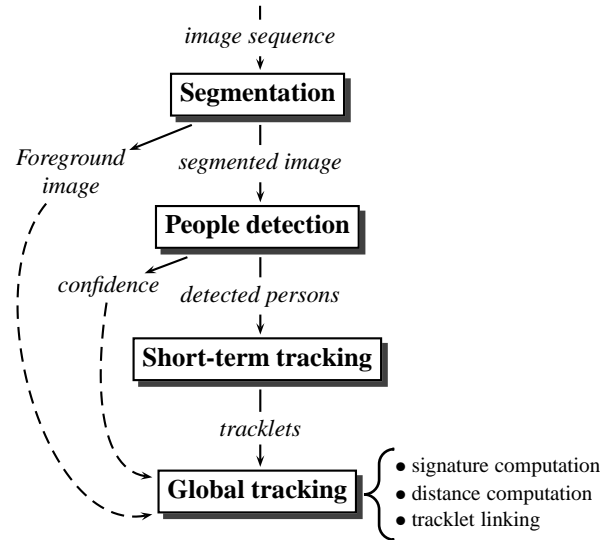 image sequence
Segmentation
Foreground
image
segmented image
People detection
confidence
detected persons
Short-term tracking
tracklets
Global tracking
• signature computation
• distance computation
• tracklet linking